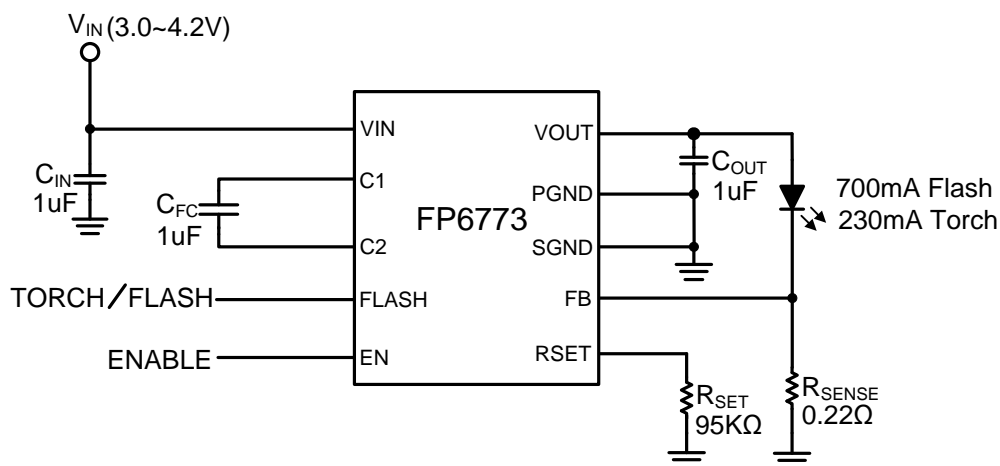 VIN (3.0~4.2V)
VIN
C1
C2
FLASH
EN
FP6773
VOUT
PGND
SGND
FB
RSET
CIN
1uF
CFC
1uF
TORCH/FLASH
ENABLE
COUT
1uF
700mA Flash
230mA Torch
RSET
95KΩ
RSENSE
0.22Ω